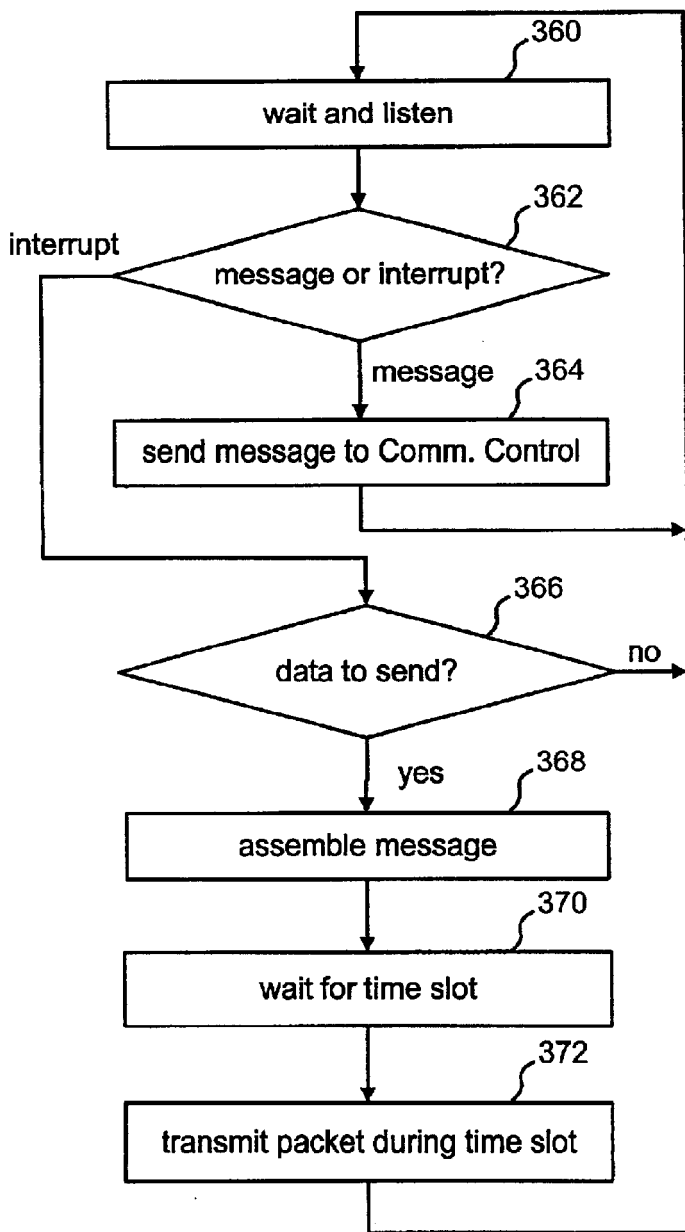 360
wait and listen
362
interrupt
message or interrupt?
message
364
send message to Comm. Control
366
data to send?
no
yes
368
assemble message
370
wait for time slot
372
transmit packet during time slot